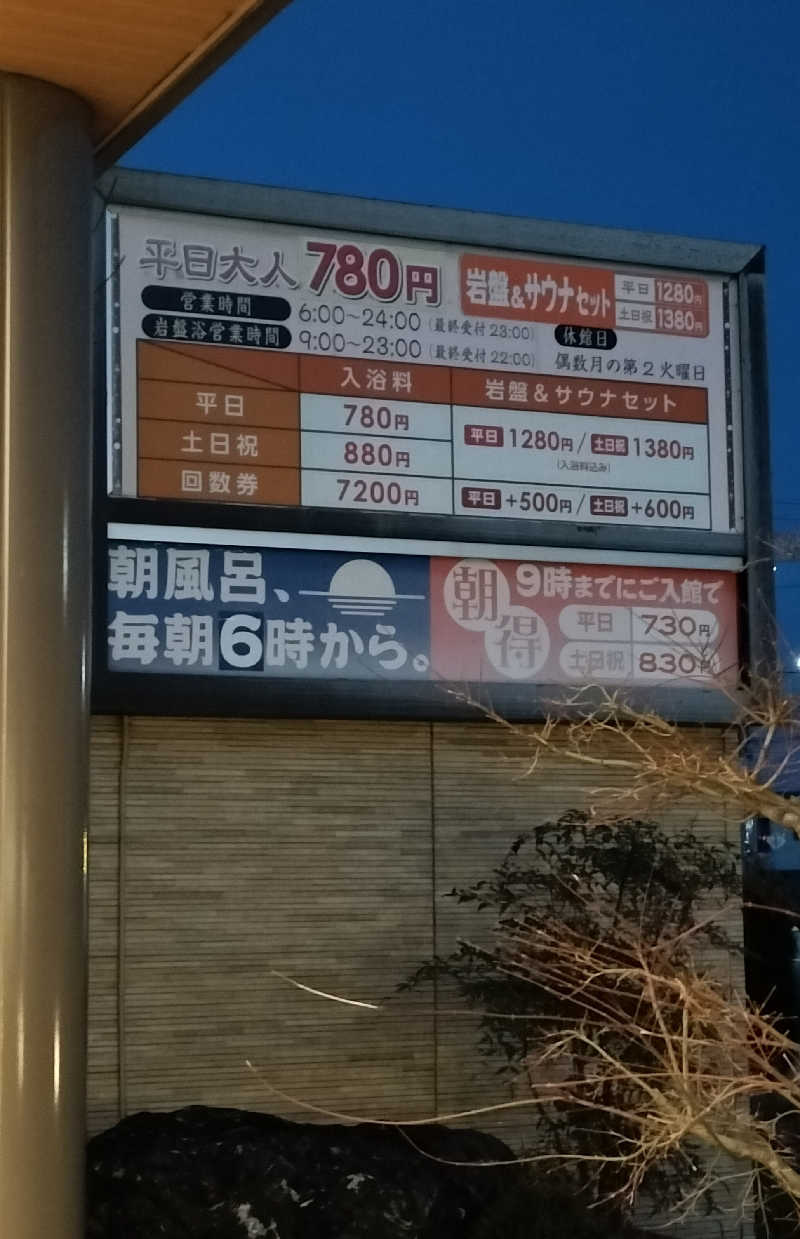 平日大人780円
岩盤&サウナセット 平日 1280円
土日祝 1380円
営業時間 6:00〜24:00(最終受付 23:00)
岩盤浴営業時間 9:00〜23:00(最終受付 22:00)
休館日
偶数月の第2火曜日
入浴料 岩盤&サウナセット
平日 780円
土日祝 880円
平日 1280円/土日祝 1380円
(入浴料込み)
回数券 7200円 平日 +500円/土日祝 +600円
朝風呂、
毎朝6時から。
朝得
9時までにご入館で
平日 730円
土日祝 830円